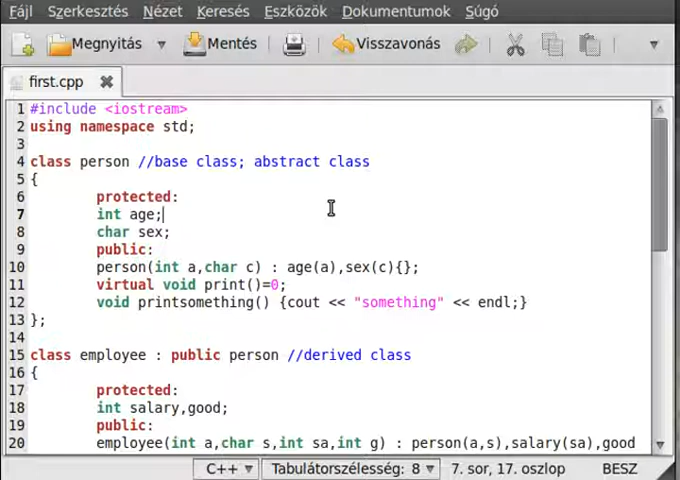 Fájl Szerkesztés Nézet Keresés Eszközök Dokumentumok Súgó
Megnyitás Mentés Visszavonás
first.cpp
1 #include <iostream>
2 using namespace std;
3
4 class person //base class; abstract class
5 {
6 protected:
7 int age;
8 char sex;
9 public:
10 person(int a,char c) : age(a),sex(c){};
11 virtual void print()=0;
12 void printsomething() {cout << "something" << endl;}
13 };
14
15 class employee : public person //derived class
16 {
17 protected:
18 int salary,good;
19 public:
20 employee(int a,char s,int sa,int g) : person(a,s),salary(sa),good
C++ Tabulátorszélesség: 8 7. sor, 17. oszlop BESZ